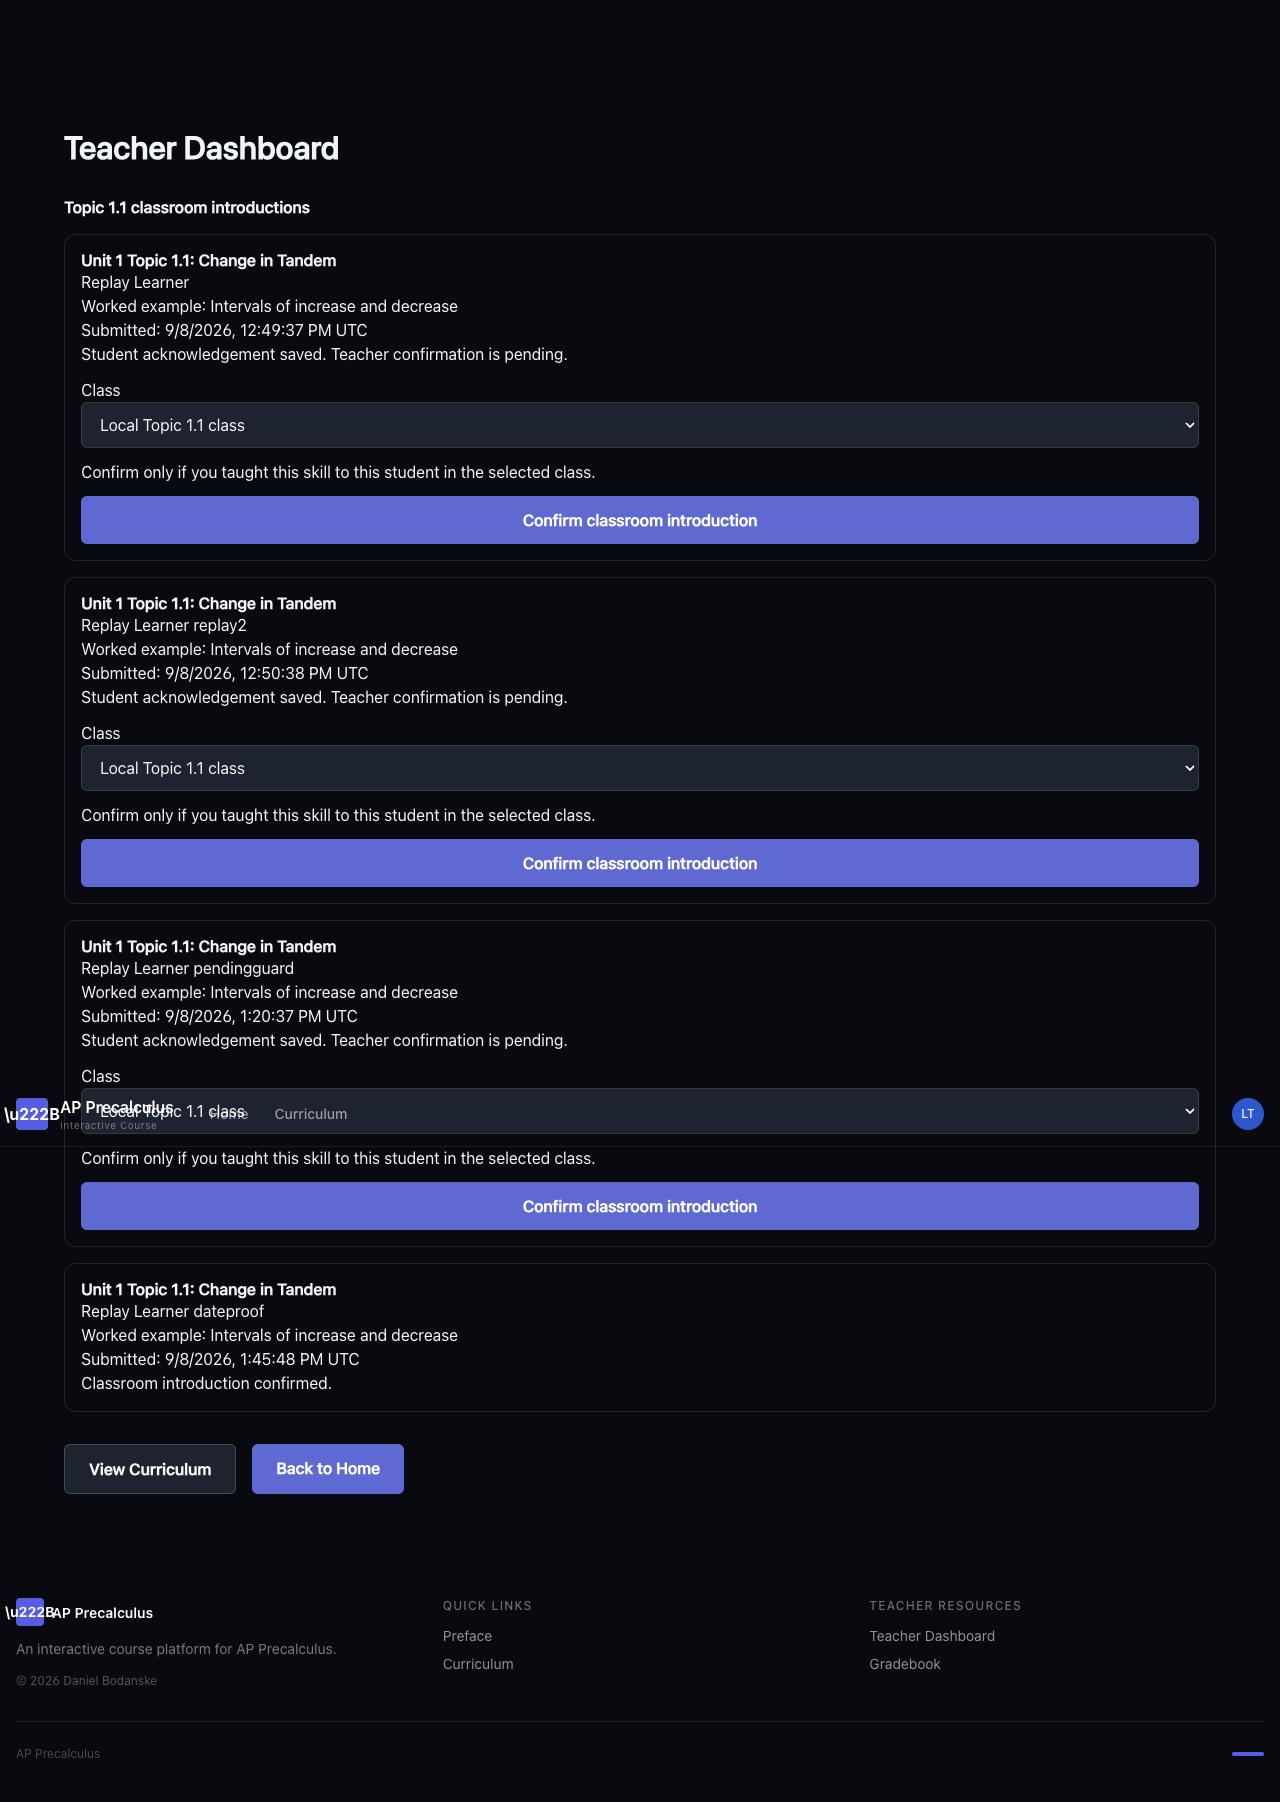 Teacher Dashboard
Topic 1.1 classroom introductions
Unit 1 Topic 1.1: Change in Tandem
Replay Learner
Worked example: Intervals of increase and decrease
Submitted: 9/8/2026, 12:49:37 PM UTC
Student acknowledgement saved. Teacher confirmation is pending.
Class
Local Topic 1.1 class
Confirm only if you taught this skill to this student in the selected class.
Confirm classroom introduction
Unit 1 Topic 1.1: Change in Tandem
Replay Learner replay2
Worked example: Intervals of increase and decrease
Submitted: 9/8/2026, 12:50:38 PM UTC
Student acknowledgement saved. Teacher confirmation is pending.
Class
Local Topic 1.1 class
Confirm only if you taught this skill to this student in the selected class.
Confirm classroom introduction
Unit 1 Topic 1.1: Change in Tandem
Replay Learner pendingguard
Worked example: Intervals of increase and decrease
Submitted: 9/8/2026, 1:20:37 PM UTC
Student acknowledgement saved. Teacher confirmation is pending.
Class
\u222B AP Precalculus Home Curriculum LT
Interactive Course
Local Topic 1.1 class
Confirm only if you taught this skill to this student in the selected class.
Confirm classroom introduction
Unit 1 Topic 1.1: Change in Tandem
Replay Learner dateproof
Worked example: Intervals of increase and decrease
Submitted: 9/8/2026, 1:45:48 PM UTC
Classroom introduction confirmed.
View Curriculum Back to Home
\u222B AP Precalculus
An interactive course platform for AP Precalculus.
© 2026 Daniel Bodanske
QUICK LINKS
Preface
Curriculum
TEACHER RESOURCES
Teacher Dashboard
Gradebook
AP Precalculus